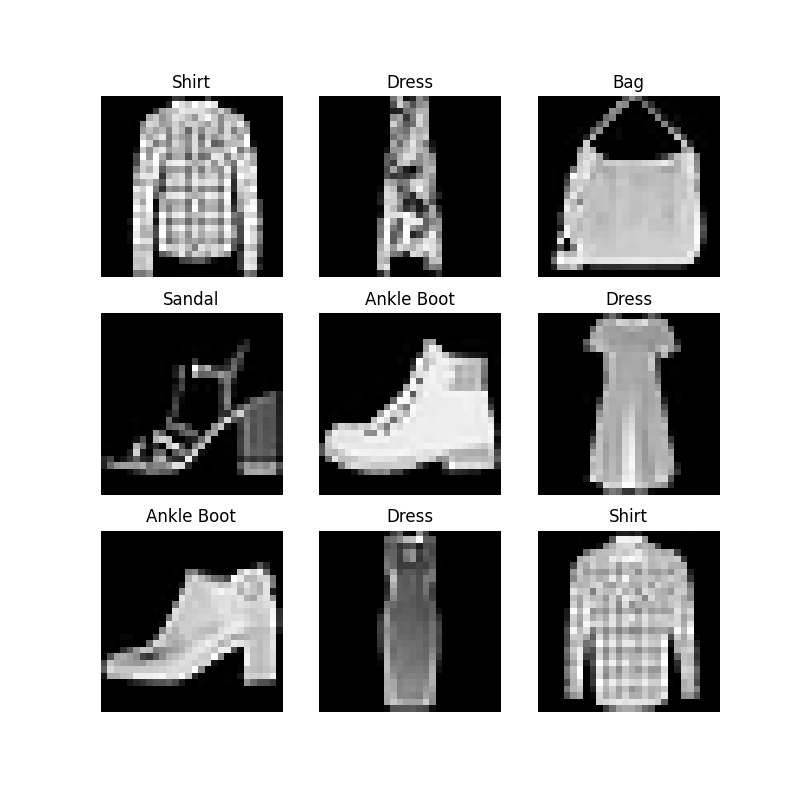 Shirt
Dress
Bag
Sandal
Ankle Boot
Dress
Ankle Boot
Dress
Shirt